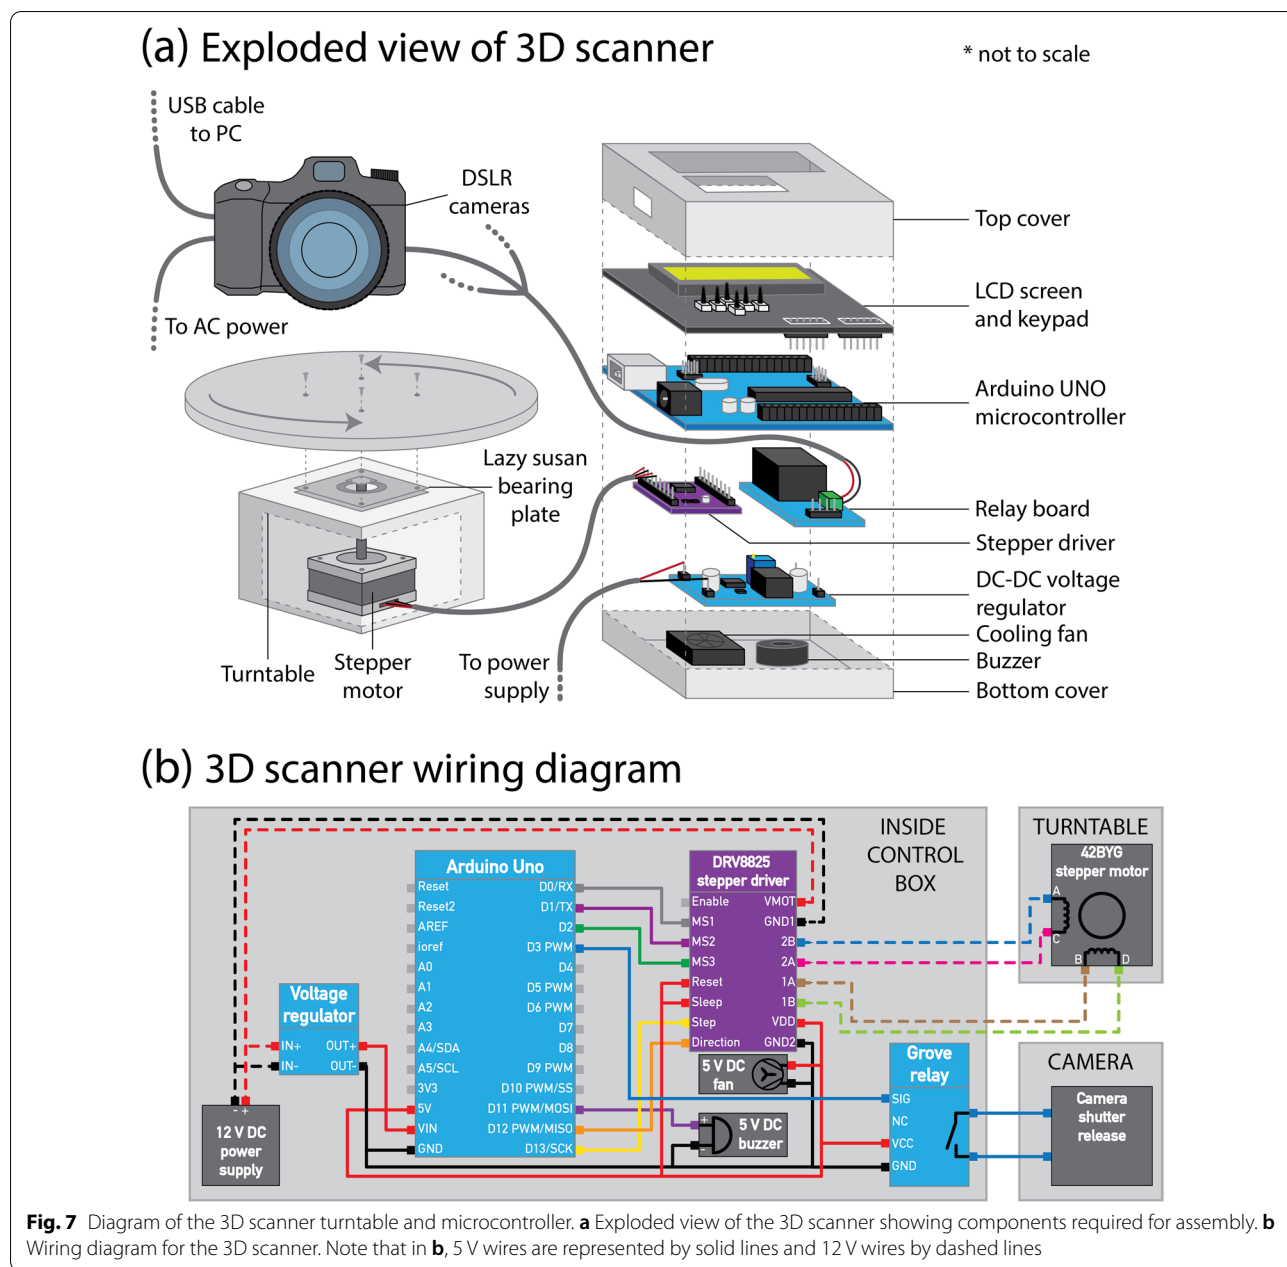 (a) Exploded view of 3D scanner
* not to scale
USB cable
to PC
DSLR
cameras
To AC power
Top cover
LCD screen
and keypad
Arduino UNO
microcontroller
Lazy susan
bearing
plate
Relay board
Stepper driver
DC-DC voltage
regulator
Cooling fan
Buzzer
Bottom cover
Turntable
Stepper
motor
To power
supply
(b) 3D scanner wiring diagram
INSIDE
CONTROL
BOX
TURNTABLE
42BYG
stepper motor
A
C
B
D
Arduino Uno
Reset
Reset2
AREF
ioref
A0
A1
A2
A3
A4/SDA
A5/SCL
3V3
5V
VIN
GND
D0/RX
D1/TX
D2
D3 PWM
D4
D5 PWM
D6 PWM
D7
D8
D9 PWM
D10 PWM/SS
D11 PWM/MOSI
D12 PWM/MISO
D13/SCK
DRV8825
stepper driver
Enable
MS1
MS2
MS3
Reset
Sleep
Step
Direction
VMOT
GND1
2B
2A
1A
1B
VDD
GND2
Voltage
regulator
IN+
IN-
OUT+
OUT-
- +
12 V DC
power
supply
5 V DC
fan
+
-
5 V DC
buzzer
Grove
relay
SIG
NC
VCC
GND
CAMERA
Camera
shutter
release
Fig. 7 Diagram of the 3D scanner turntable and microcontroller. a Exploded view of the 3D scanner showing components required for assembly. b
Wiring diagram for the 3D scanner. Note that in b, 5 V wires are represented by solid lines and 12 V wires by dashed lines